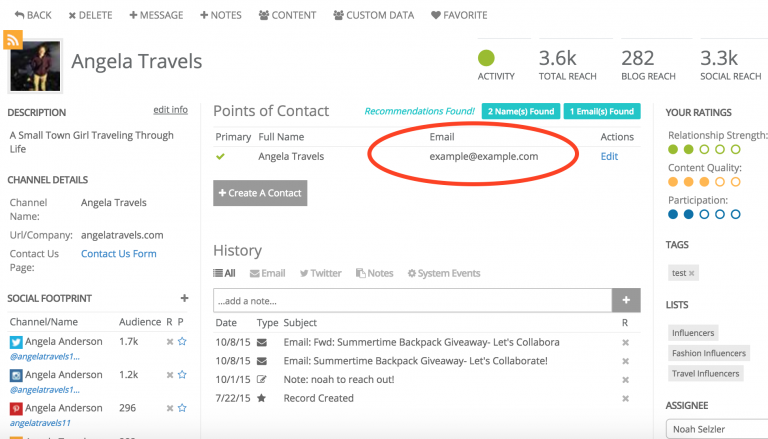 BACK DELETE MESSAGE NOTES CONTENT CUSTOM DATA FAVORITE
Angela Travels
3.6k 282 3.3k
ACTIVITY TOTAL REACH BLOG REACH SOCIAL REACH
DESCRIPTION edit info
A Small Town Girl Traveling Through
Life
CHANNEL DETAILS
Channel Name: Angela Travels
Url/Company: angelatravels.com
Contact Us Page: Contact Us Form
SOCIAL FOOTPRINT +
Channel/Name Audience R P
Angela Anderson 1.7k
@angelatravels1...
Angela Anderson 1.2k
@angelatravels1...
Angela Anderson 296
angelatravels11
Points of Contact Recommendations Found! 2 Name(s) Found 1 Email(s) Found
Primary Full Name Email Actions
Angela Travels example@example.com Edit
+ Create A Contact
History
All Email Twitter Notes System Events
...add a note... +
Date Type Subject R
10/8/15 Email: Fwd: Summertime Backpack Giveaway- Let's Collabora
10/8/15 Email: Summertime Backpack Giveaway- Let's Collaborate!
10/1/15 Note: noah to reach out!
7/22/15 Record Created
YOUR RATINGS
Relationship Strength:
Content Quality:
Participation:
TAGS
test
LISTS
Influencers
Fashion Influencers
Travel Influencers
ASSIGNEE
Noah Selzler